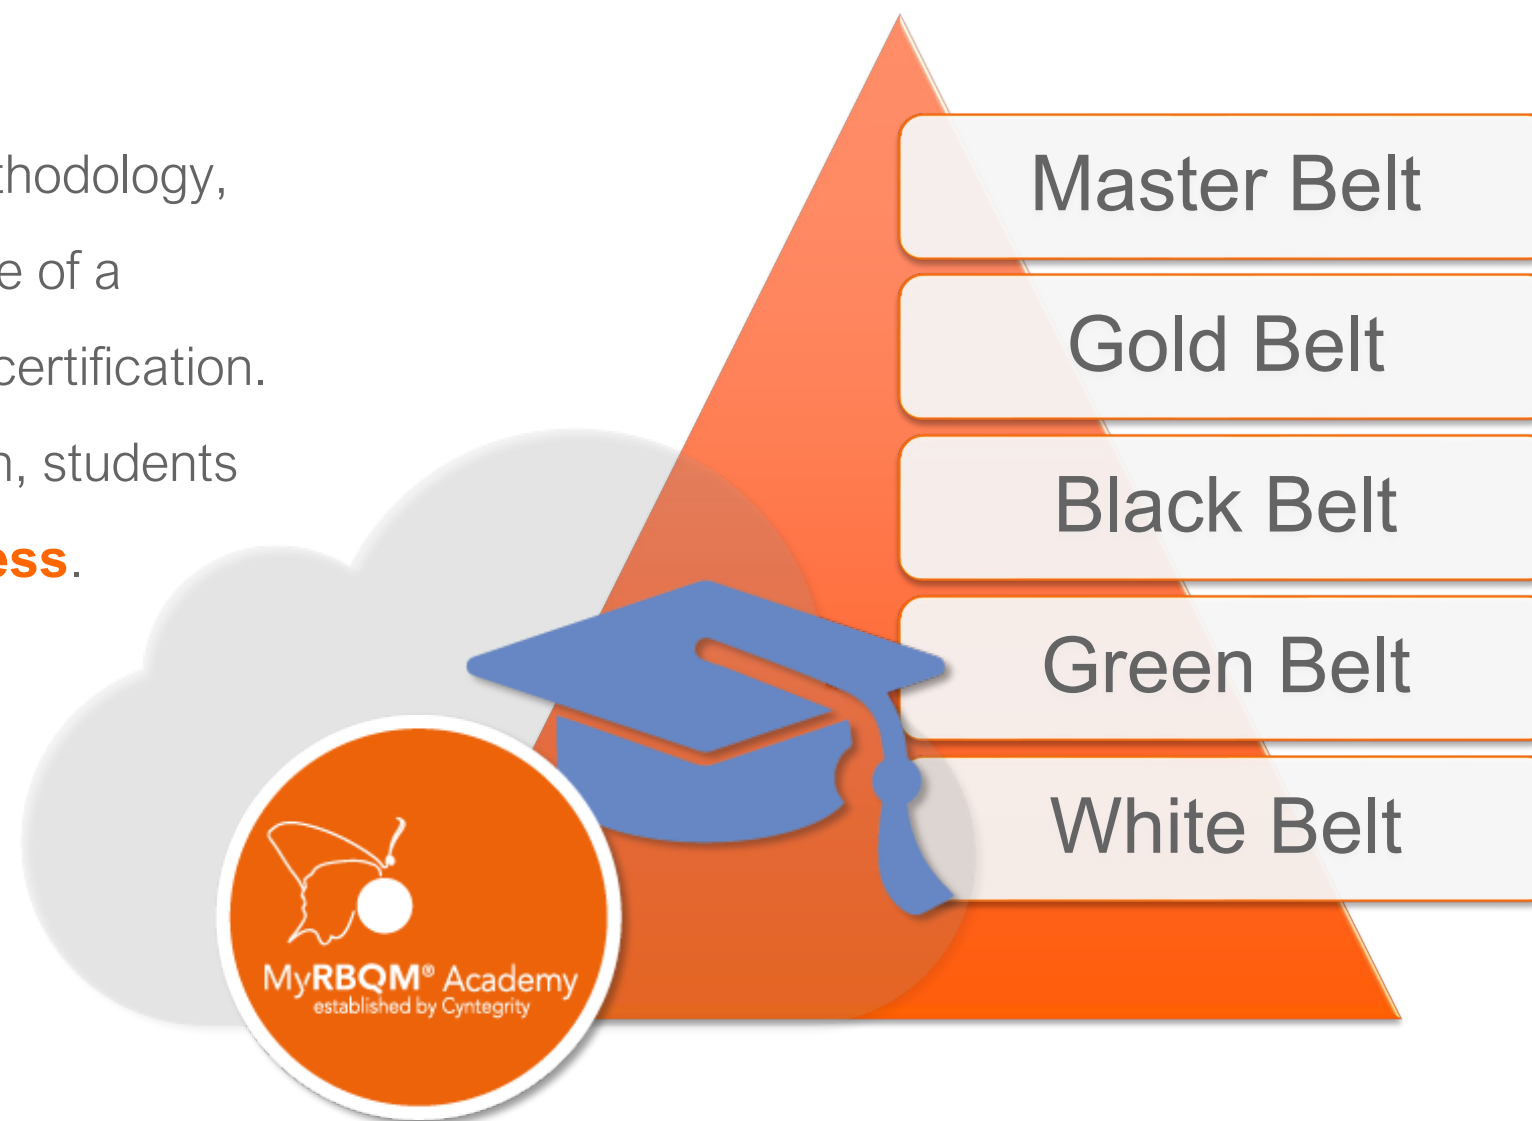 thodology,
e of a
certification.
n, students
ess.
Master Belt
Gold Belt
Black Belt
Green Belt
White Belt
MyRBQM® Academy
established by Cyntegrity